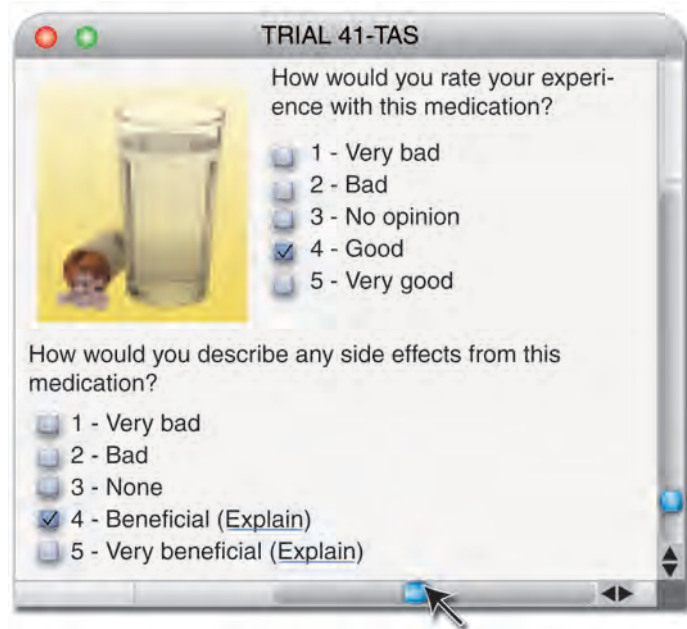 TRIAL 41-TAS
How would you rate your experi-
ence with this medication?
1 - Very bad
2 - Bad
3 - No opinion
4 - Good
5 - Very good
How would you describe any side effects from this
medication?
1 - Very bad
2 - Bad
3 - None
4 - Beneficial (Explain)
5 - Very beneficial (Explain)